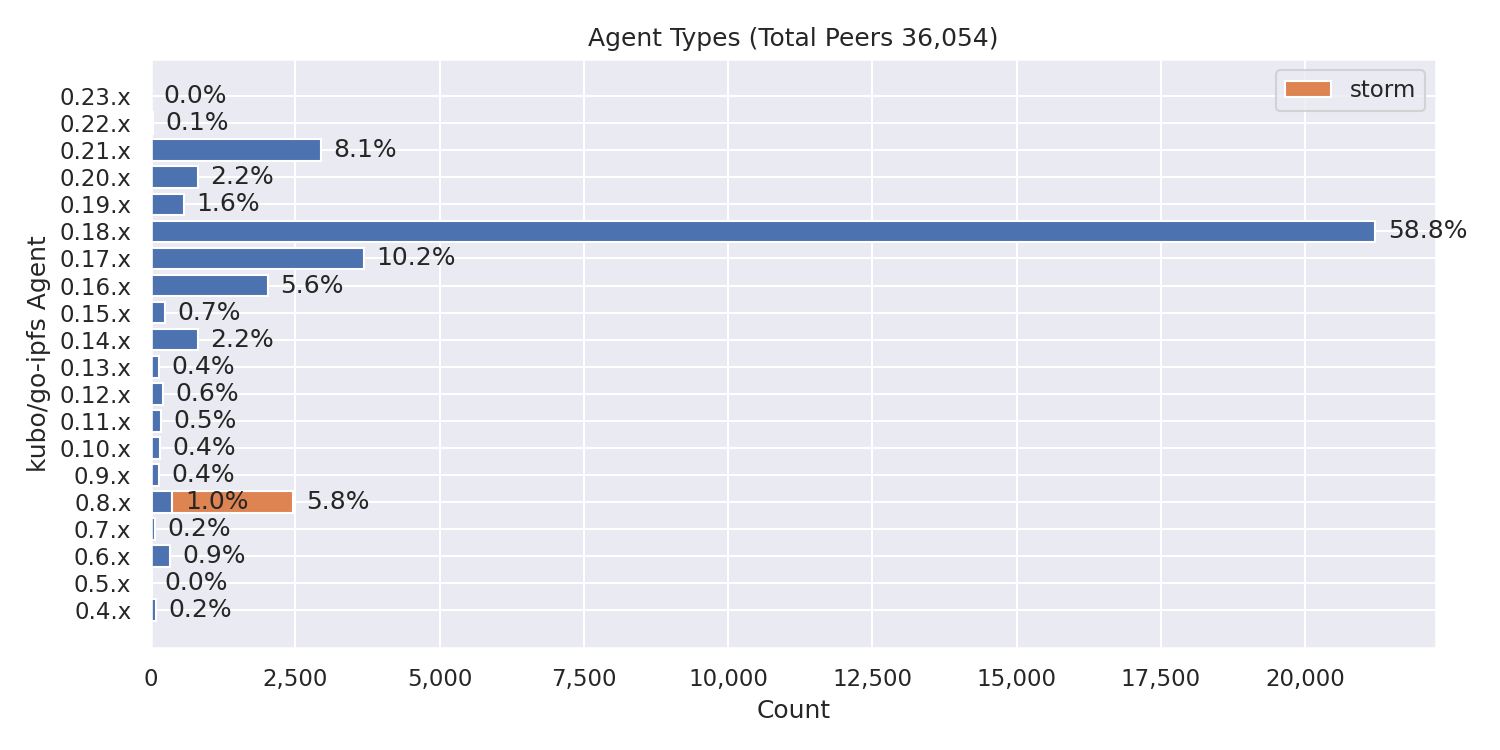 Agent Types (Total Peers 36,054)
storm
kubo/go-ipfs Agent
0.23.x 0.0%
0.22.x 0.1%
0.21.x 8.1%
0.20.x 2.2%
0.19.x 1.6%
0.18.x 58.8%
0.17.x 10.2%
0.16.x 5.6%
0.15.x 0.7%
0.14.x 2.2%
0.13.x 0.4%
0.12.x 0.6%
0.11.x 0.5%
0.10.x 0.4%
0.9.x 0.4%
0.8.x 1.0% 5.8%
0.7.x 0.2%
0.6.x 0.9%
0.5.x 0.0%
0.4.x 0.2%
0 2,500 5,000 7,500 10,000 12,500 15,000 17,500 20,000
Count